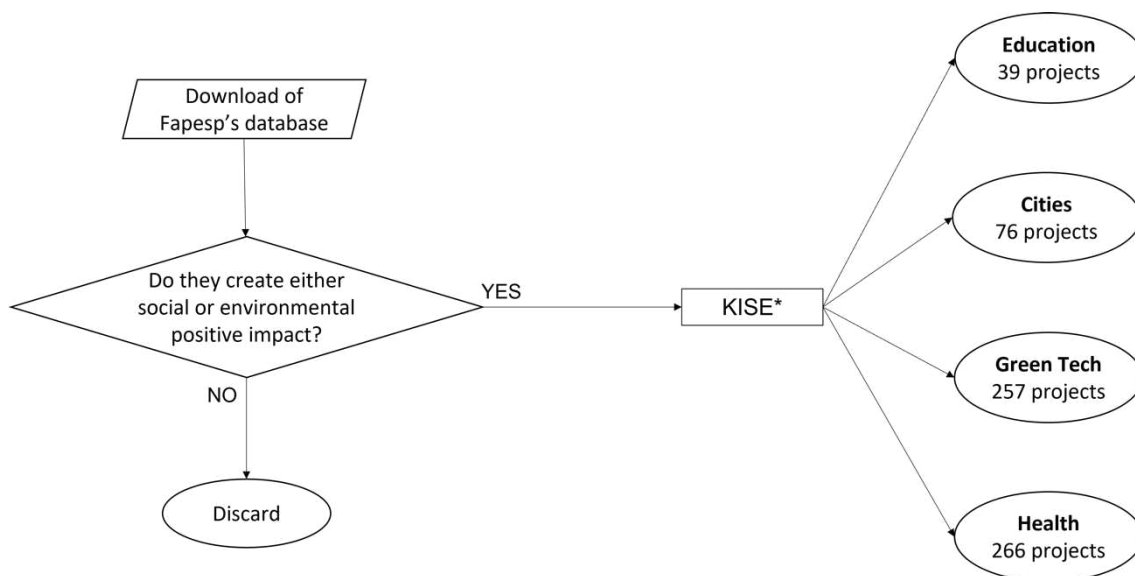 Download of
Fapesp’s database
Do they create either
social or environmental
positive impact?
YES
NO
Discard
KISE*
Education
39 projects
Cities
76 projects
Green Tech
257 projects
Health
266 projects